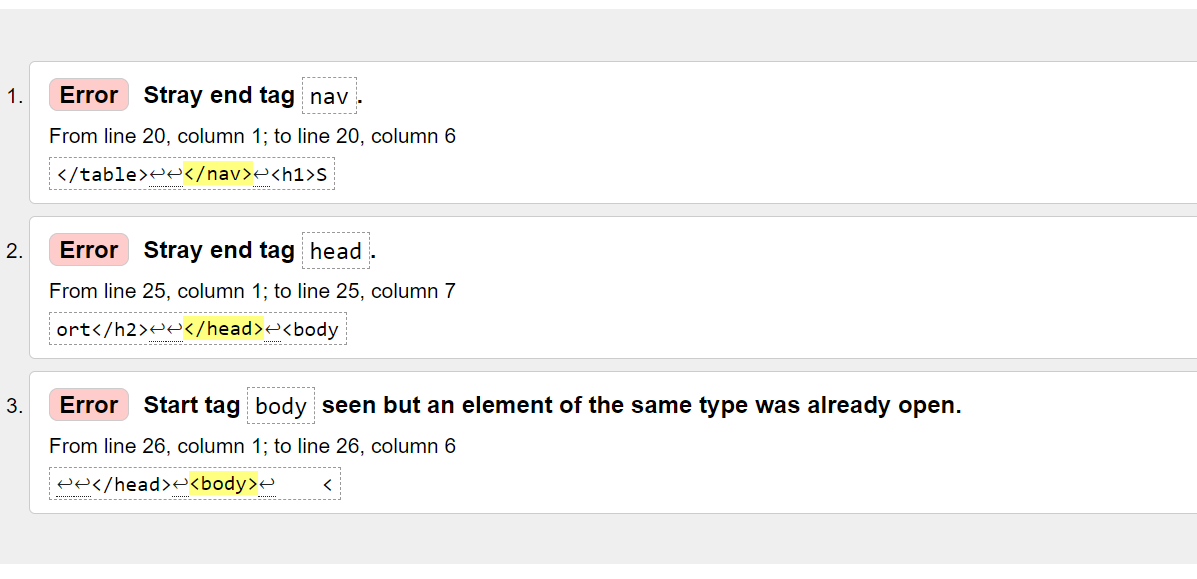 1. Error Stray end tag nav.
From line 20, column 1; to line 20, column 6
</table>↩↩</nav>↩<h1>S
2. Error Stray end tag head.
From line 25, column 1; to line 25, column 7
ort</h2>↩↩</head>↩<body
3. Error Start tag body seen but an element of the same type was already open.
From line 26, column 1; to line 26, column 6
↩↩</head>↩<body>↩    <